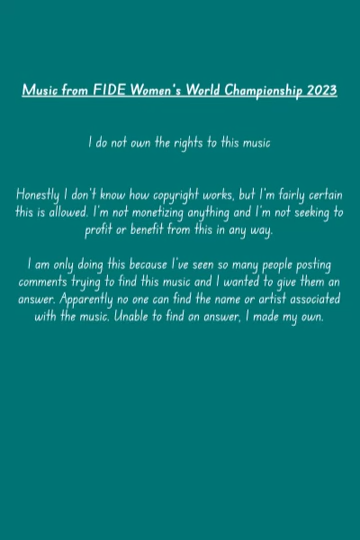 Music from FIDE Women's World Championship 2023
I do not own the rights to this music
Honestly I don't know how copyright works, but I'm fairly certain
this is allowed. I'm not monetizing anything and I'm not seeking to
profit or benefit from this in any way.
I am only doing this because I've seen so many people posting
comments trying to find this music and I wanted to give them an
answer. Apparently no one can find the name or artist associated
with the music. Unable to find an answer, I made my own.